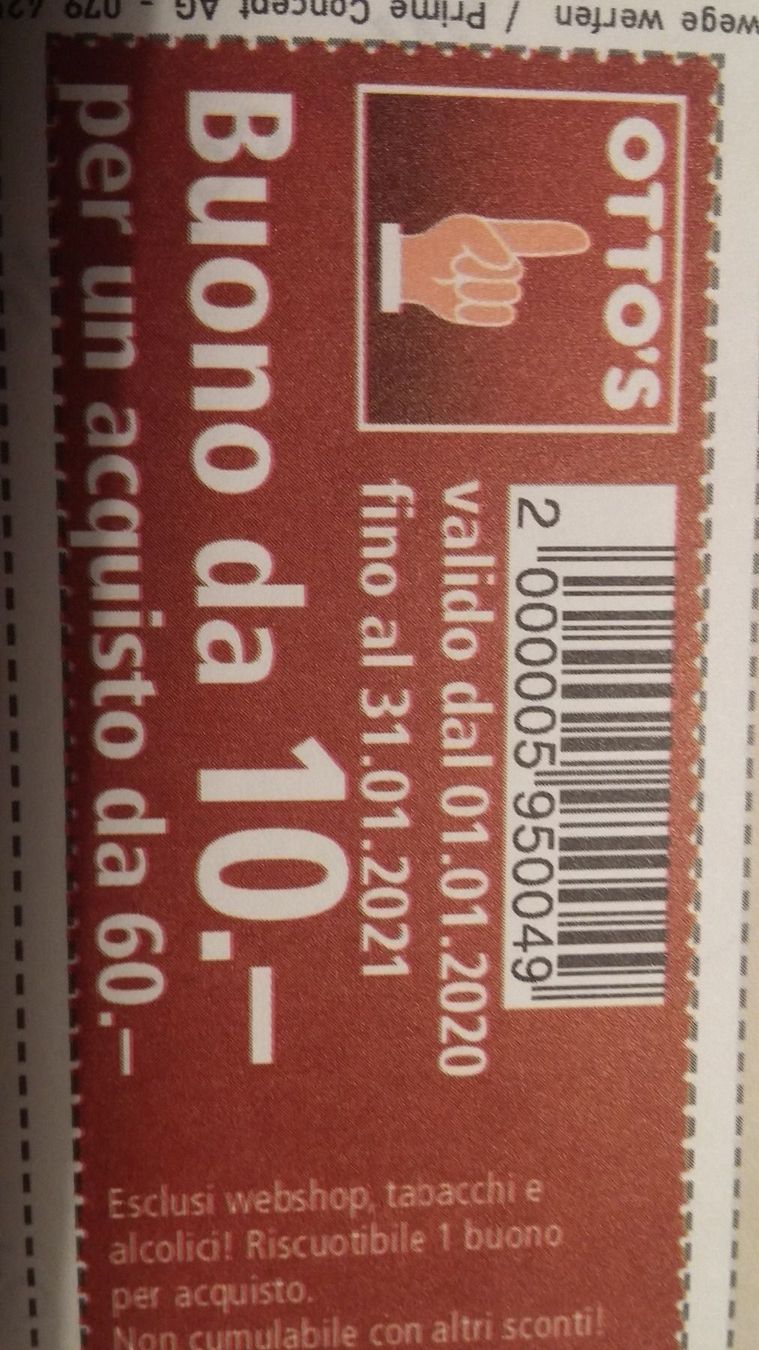 wege werfen / Prime Concept AG - 079
OTTO'S
2 000005 950049
valido dal 01.01.2020
fino al 31.01.2021
Buono da 10.–
per un acquisto da 60.–
Esclusi webshop, tabacchi e
alcolici! Riscuotibile 1 buono
per acquisto.
Non cumulabile con altri sconti!